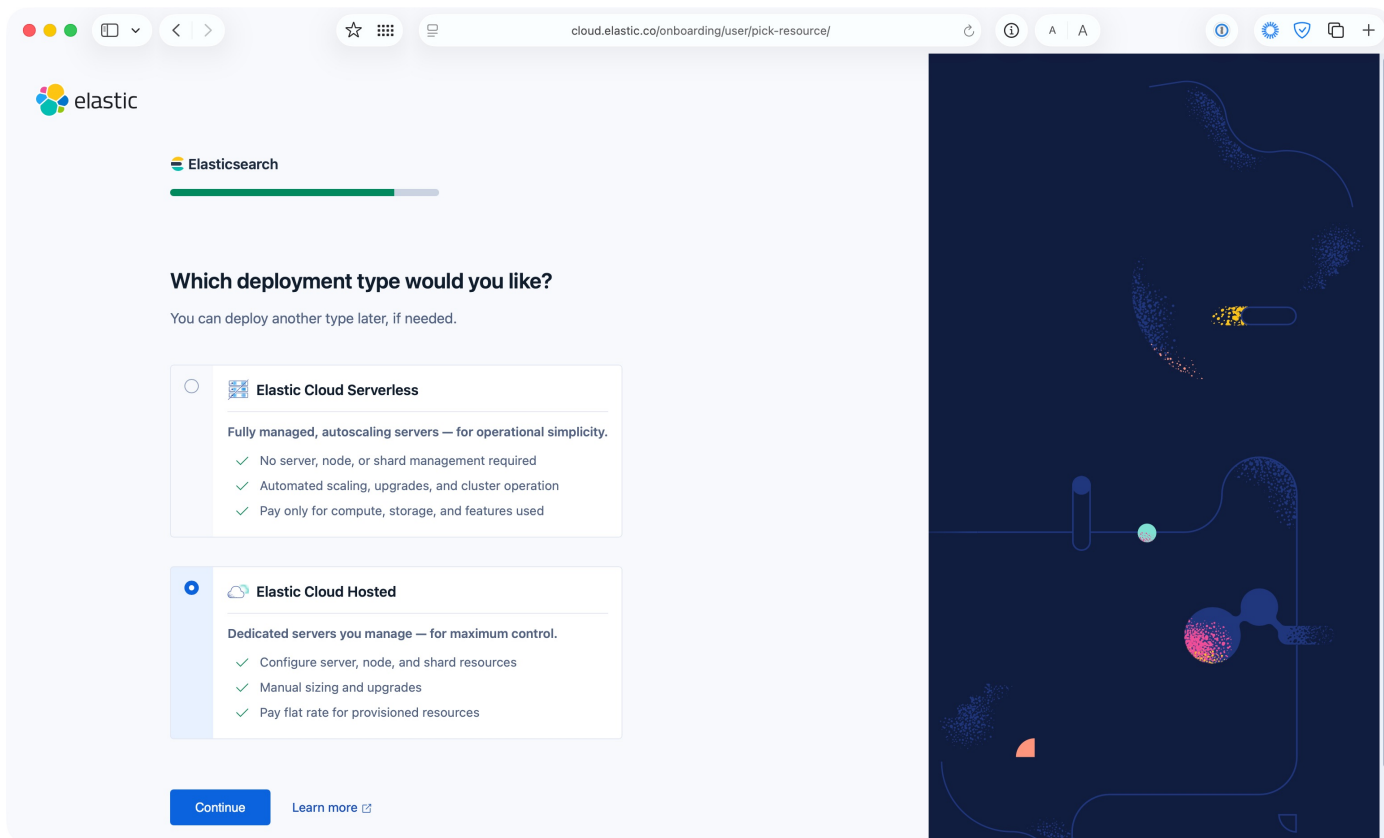 cloud.elastic.co/onboarding/user/pick-resource/
A A
elastic
Elasticsearch
Which deployment type would you like?
You can deploy another type later, if needed.
Elastic Cloud Serverless
Fully managed, autoscaling servers — for operational simplicity.
No server, node, or shard management required
Automated scaling, upgrades, and cluster operation
Pay only for compute, storage, and features used
Elastic Cloud Hosted
Dedicated servers you manage — for maximum control.
Configure server, node, and shard resources
Manual sizing and upgrades
Pay flat rate for provisioned resources
Continue Learn more